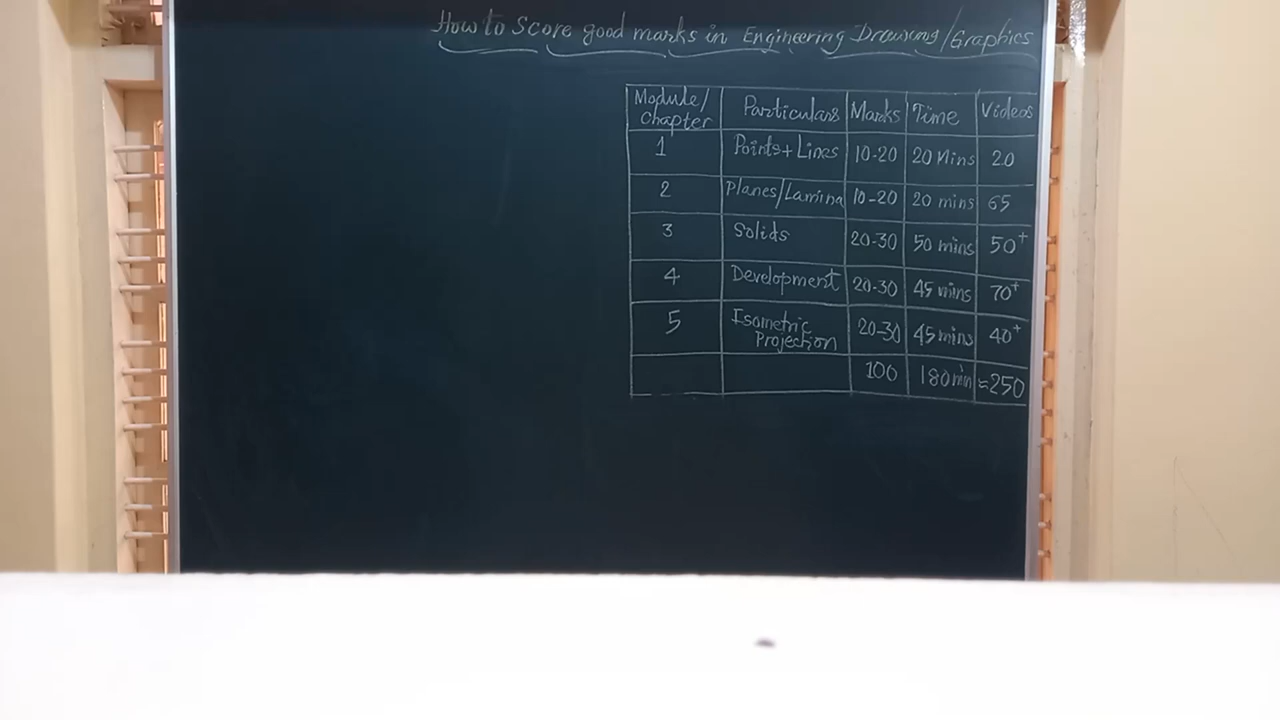 How to Score good marks in Engineering Drawing/Graphics
Module/ Chapter Particulars Marks Time Videos
1 Points+Lines 10-20 20 Mins 20
2 Planes/Lamina 10-20 20 mins 65
3 Solids 20-30 50 mins 50+
4 Development 20-30 45 mins 70+
5 Isometric Projection 20-30 45 mins 40+
100 180 min ≈250